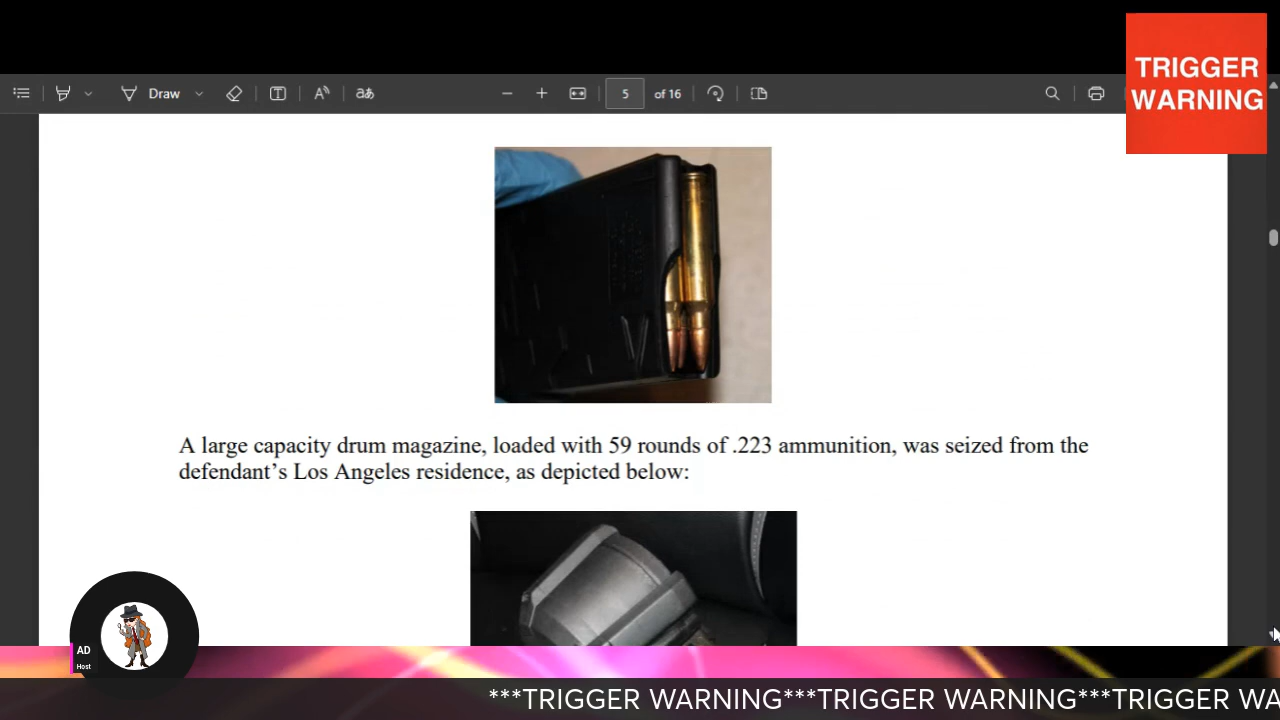 TRIGGER
WARNING
Draw
5 of 16
A large capacity drum magazine, loaded with 59 rounds of .223 ammunition, was seized from the
defendant's Los Angeles residence, as depicted below:
AD
Host
***TRIGGER WARNING***TRIGGER WARNING***TRIGGER WA